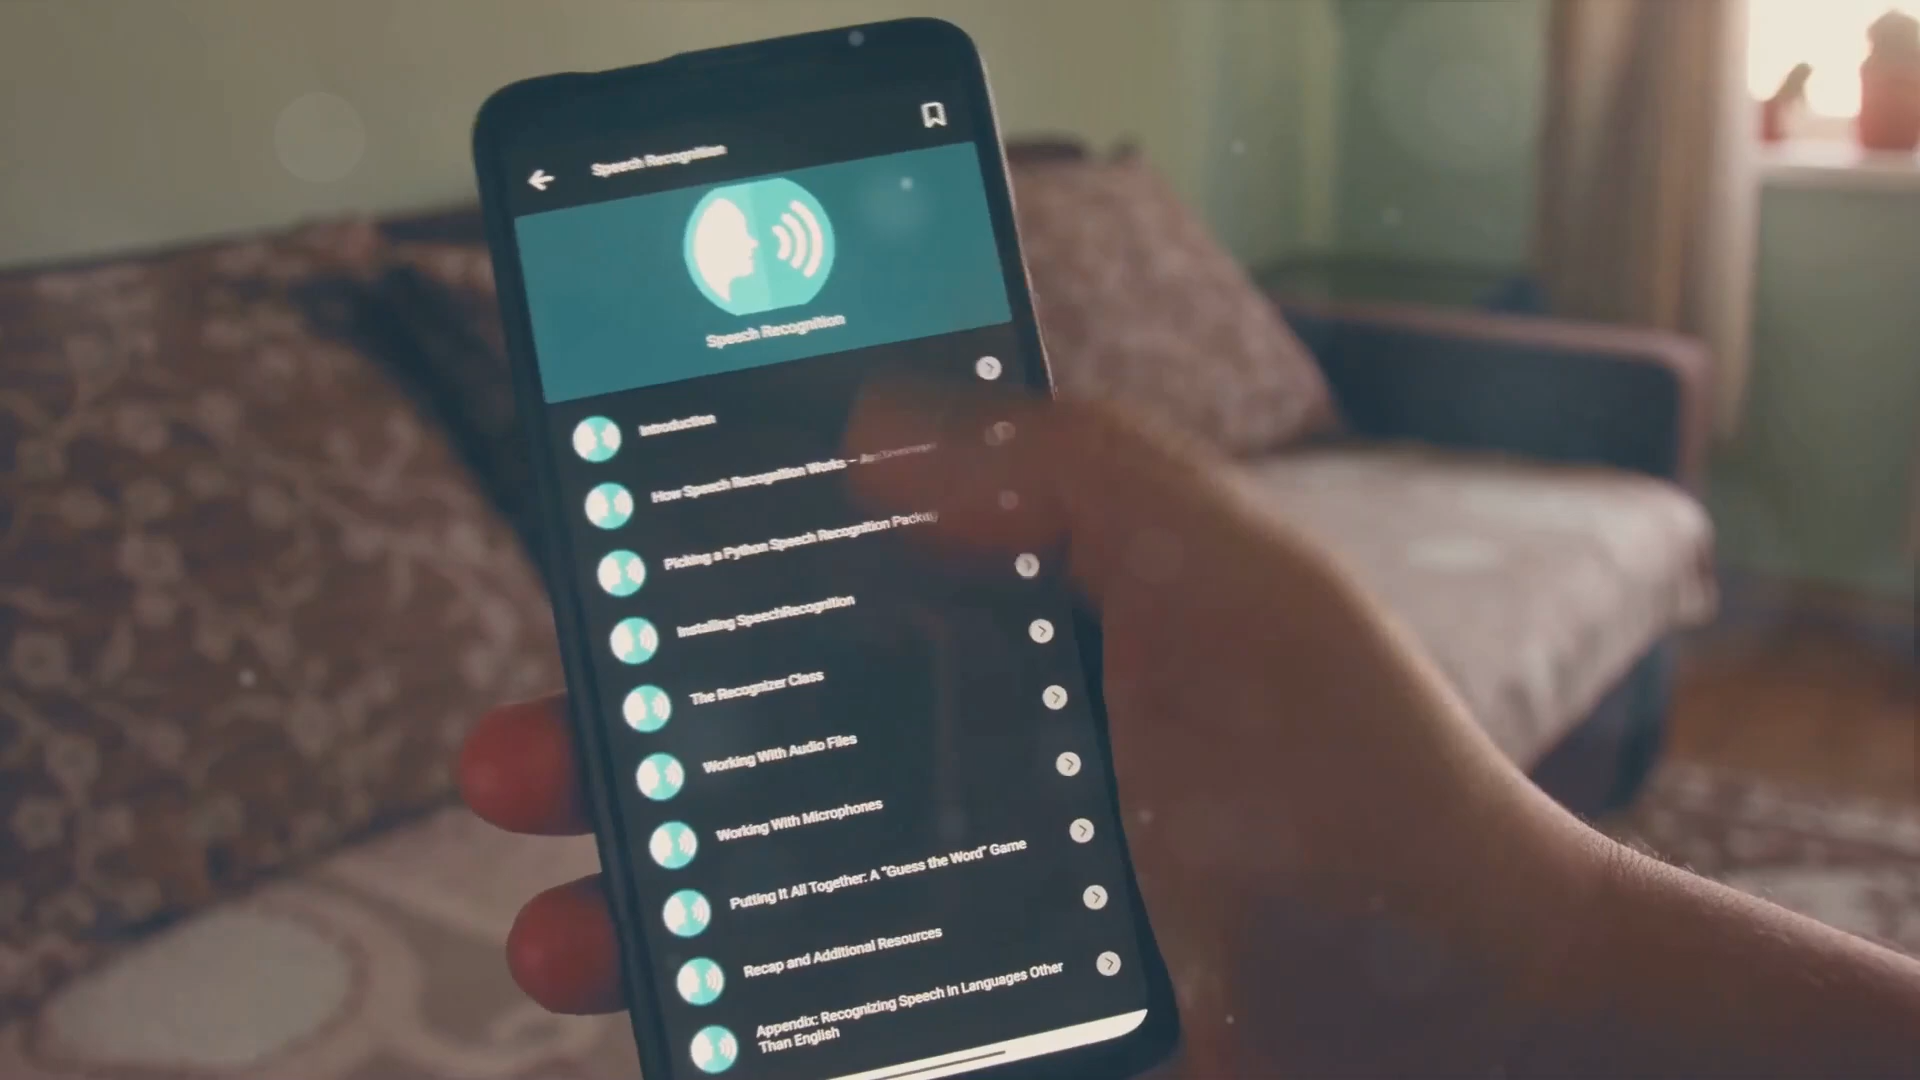 Speech Recognition
Speech Recognition
Introduction
How Speech Recognition Works –
Picking a Python Speech Recognition
Installing SpeechRecognition
The Recognizer Class
Working With Audio Files
Working With Microphones
Putting It All Together: A "Guess the Word" Game
Recap and Additional Resources
Appendix: Recognizing Speech in Languages Other
Than English